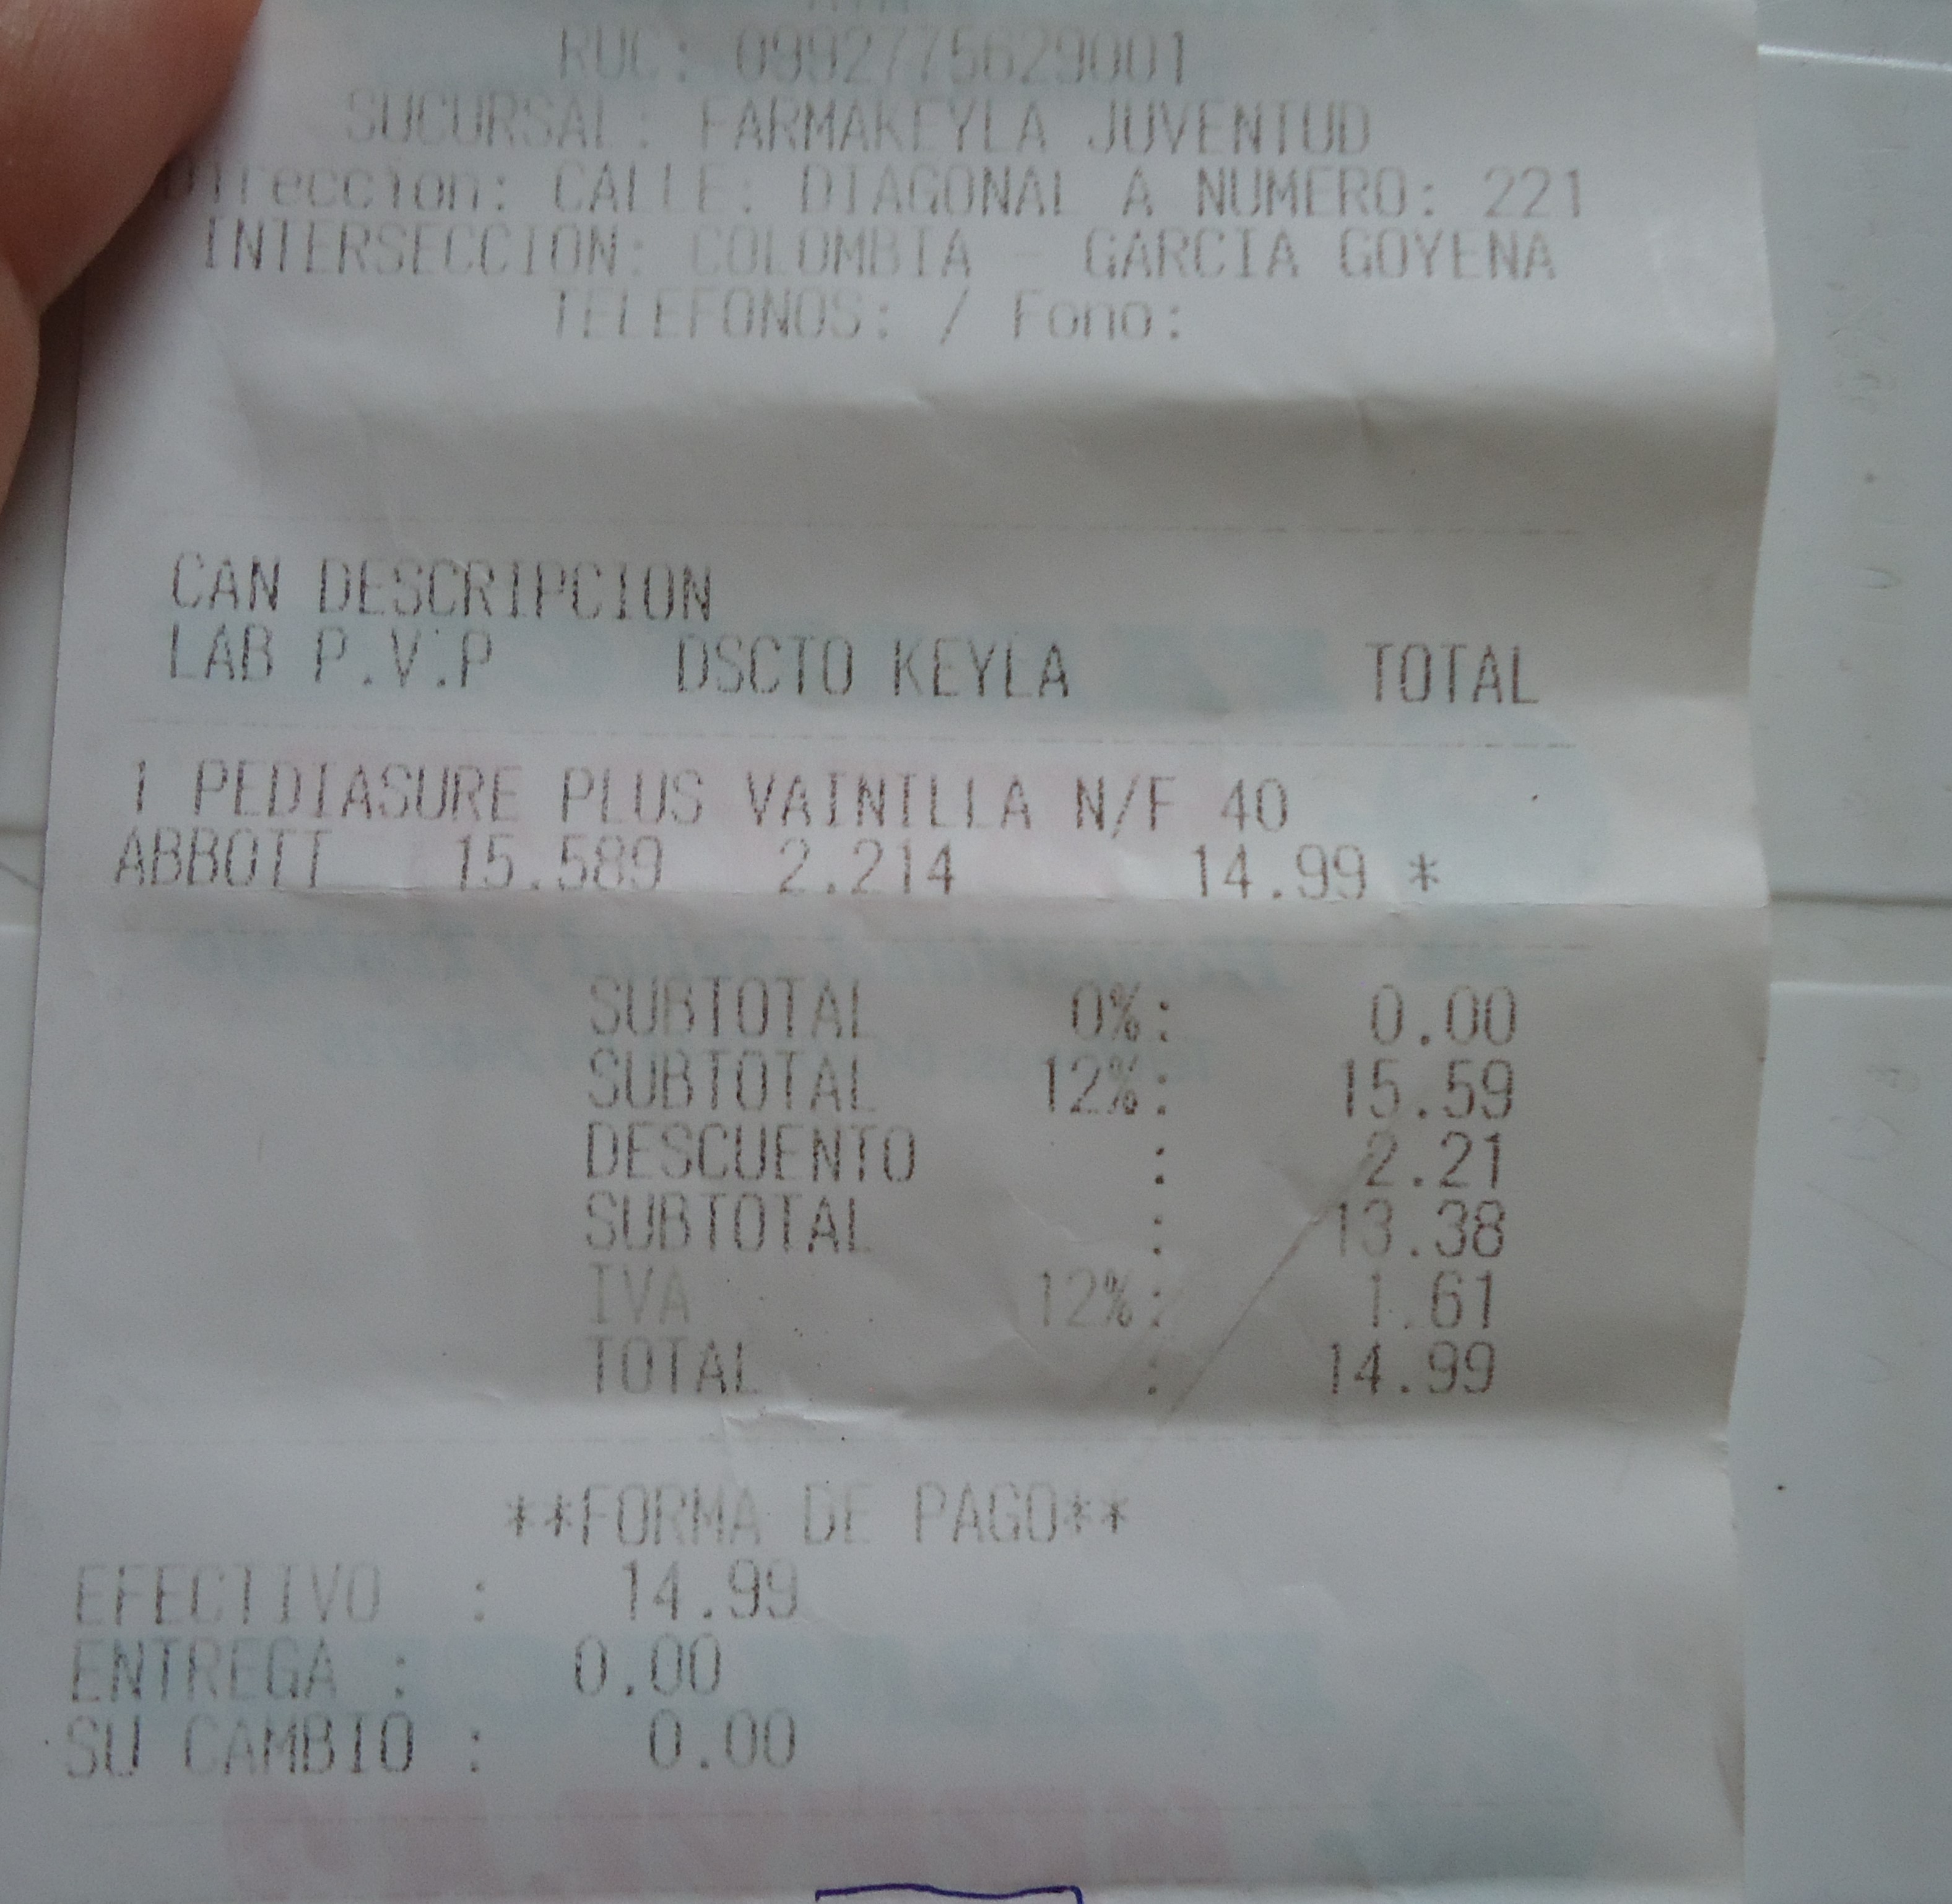 RUC: 0992775629001
SUCURSAL: FARMAKEYLA JUVENTUD
Direccion: CALLE: DIAGONAL A NUMERO: 221
INTERSECCION: COLOMBIA - GARCIA GOYENA
TELEFONOS: / Fono:
CAN DESCRIPCION
LAB P.V.P DSCTO KEYLA TOTAL
1 PEDIASURE PLUS VAINILLA N/F 40
ABBOTT 15.589 2.214 14.99 *
SUBTOTAL 0%: 0.00
SUBTOTAL 12%: 15.59
DESCUENTO : 2.21
SUBTOTAL : 13.38
IVA 12%: 1.61
TOTAL : 14.99
**FORMA DE PAGO**
EFECTIVO : 14.99
ENTREGA : 0.00
SU CAMBIO : 0.00